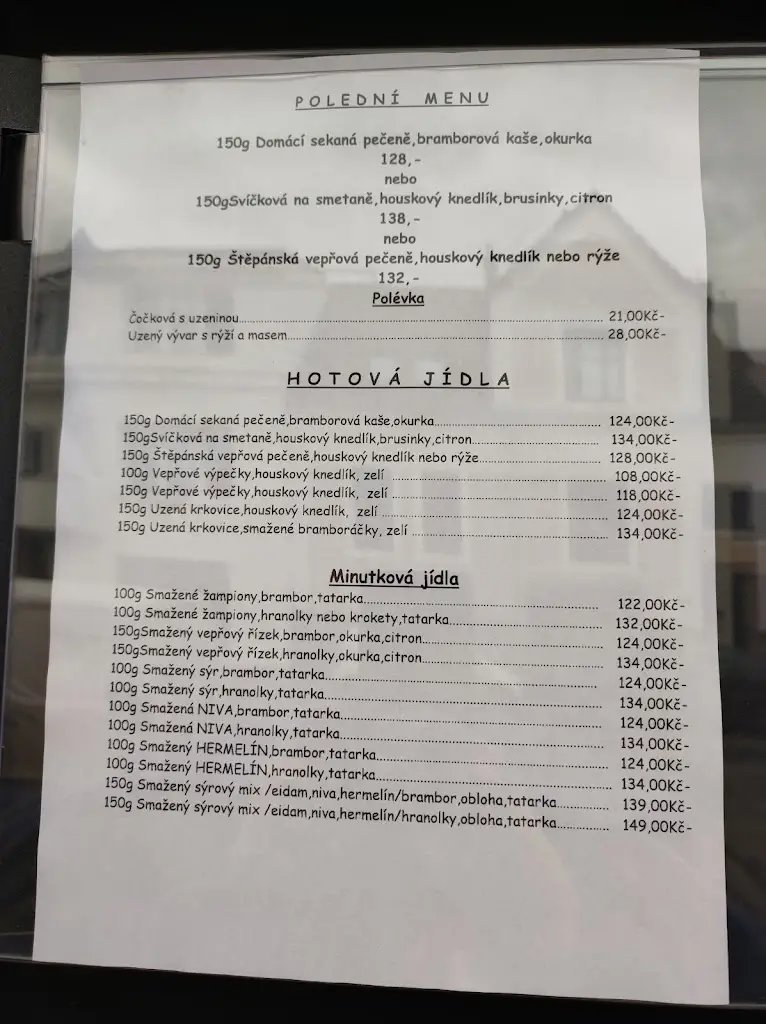 POLEDNÍ MENU
150g Domácí sekaná pečeně,bramborová kaše,okurka
128,-
nebo
150gSvíčková na smetaně,houskový knedlík,brusinky,citron
138,-
nebo
150g Štěpánská vepřová pečeně,houskový knedlík nebo rýže
132,-
Polévka
Čočková s uzeninou 21,00Kč-
Uzený vývar s rýží a masem 28,00Kč-
HOTOVÁ JÍDLA
150g Domácí sekaná pečeně,bramborová kaše,okurka 124,00Kč-
150gSvíčková na smetaně,houskový knedlík,brusinky,citron 134,00Kč-
150g Štěpánská vepřová pečeně,houskový knedlík nebo rýže 128,00Kč-
100g Vepřové výpečky,houskový knedlík, zelí 108,00Kč-
150g Vepřové výpečky,houskový knedlík, zelí 118,00Kč-
150g Uzená krkovice,houskový knedlík, zelí 124,00Kč-
150g Uzená krkovice,smažené bramboráčky, zelí 134,00Kč-
Minutková jídla
100g Smažené žampiony,brambor,tatarka 122,00Kč-
100g Smažené žampiony,hranolky nebo krokety,tatarka 132,00Kč-
150gSmažený vepřový řízek,brambor,okurka,citron 124,00Kč-
150gSmažený vepřový řízek,hranolky,okurka,citron 134,00Kč-
100g Smažený sýr,brambor,tatarka 124,00Kč-
100g Smažený sýr,hranolky,tatarka 134,00Kč-
100g Smažená NIVA,brambor,tatarka 124,00Kč-
100g Smažená NIVA,hranolky,tatarka 134,00Kč-
100g Smažený HERMELÍN,brambor,tatarka 124,00Kč-
100g Smažený HERMELÍN,hranolky,tatarka 134,00Kč-
150g Smažený sýrový mix /eidam,niva,hermelín/brambor,obloha,tatarka 139,00Kč-
150g Smažený sýrový mix /eidam,niva,hermelín/hranolky,obloha,tatarka 149,00Kč-